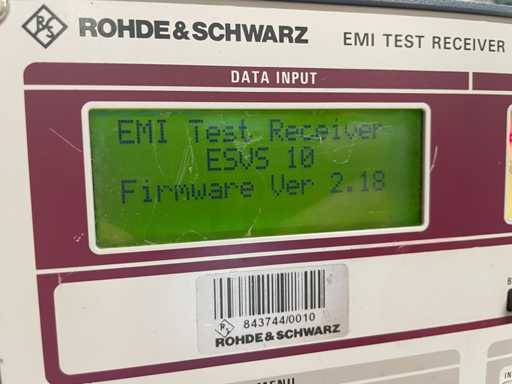 ROHDE & SCHWARZ
EMI TEST RECEIVER
DATA INPUT
EMI Test Receiver
ESVS 10
Firmware Ver 2.18
843744/0010
ROHDE & SCHWARZ
MENU